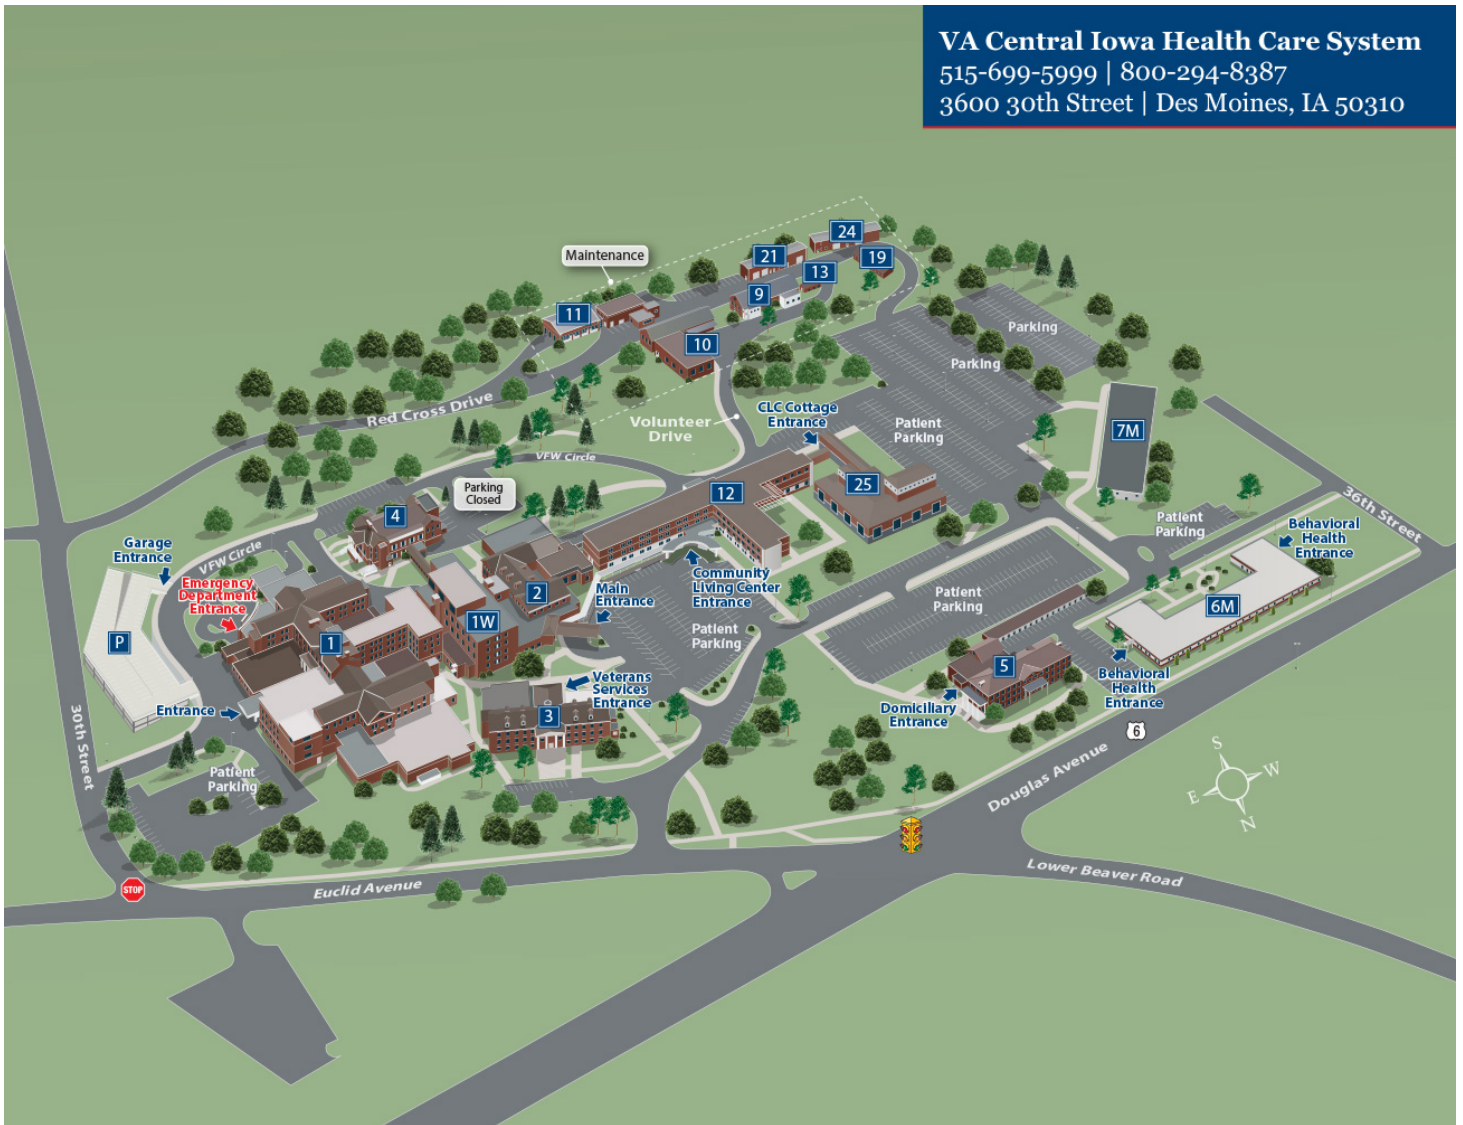 VA Central Iowa Health Care System
515-699-5999 | 800-294-8387
3600 30th Street | Des Moines, IA 50310
24
21
19
Maintenance
13
9
11
Parking
10
Parking
Red Cross Drive
CLC Cottage
Entrance
Volunteer
Drive
Patient
Parking
7M
VFW Circle
Parking
Closed
12
25
36th Street
4
Patient
Parking
Behavioral
Health
Entrance
Garage
Entrance
VFW Circle
Emergency
Department
Entrance
Community
Living Center
Entrance
Main
Entrance
2
Patient
Parking
6M
1W
1
P
Patient
Parking
5
Veterans
Services
Entrance
Behavioral
Health
Entrance
Entrance
3
Domiciliary
Entrance
30th Street
6
Patient
Parking
Douglas Avenue
S
W
E
N
STOP
Euclid Avenue
Lower Beaver Road